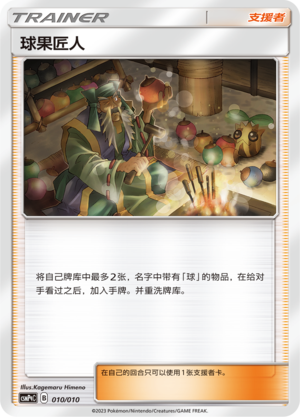 TRAINER
支援者
球果匠人
将自己牌库中最多2张，名字中带有「球」的物品，在给对
手看过之后，加入手牌。并重洗牌库。
在自己的回合只可以使用1张支援者卡。
Illus.Kagemaru Himeno
B 010/010
©2023 Pokémon/Nintendo/Creatures/GAME FREAK.